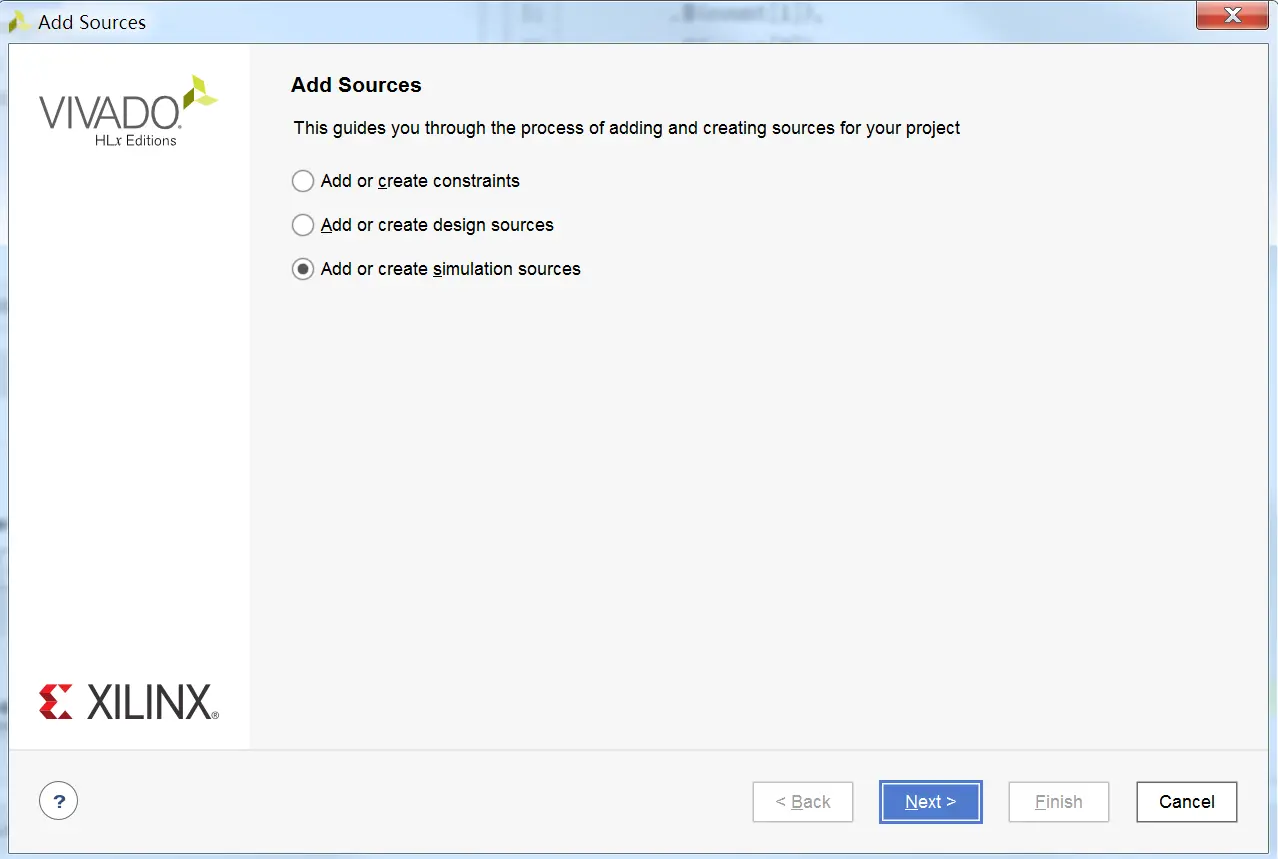 Add Sources
VIVADO
HLx Editions
Add Sources
This guides you through the process of adding and creating sources for your project
Add or create constraints
Add or create design sources
Add or create simulation sources
XILINX®
?
< Back
Next >
Finish
Cancel